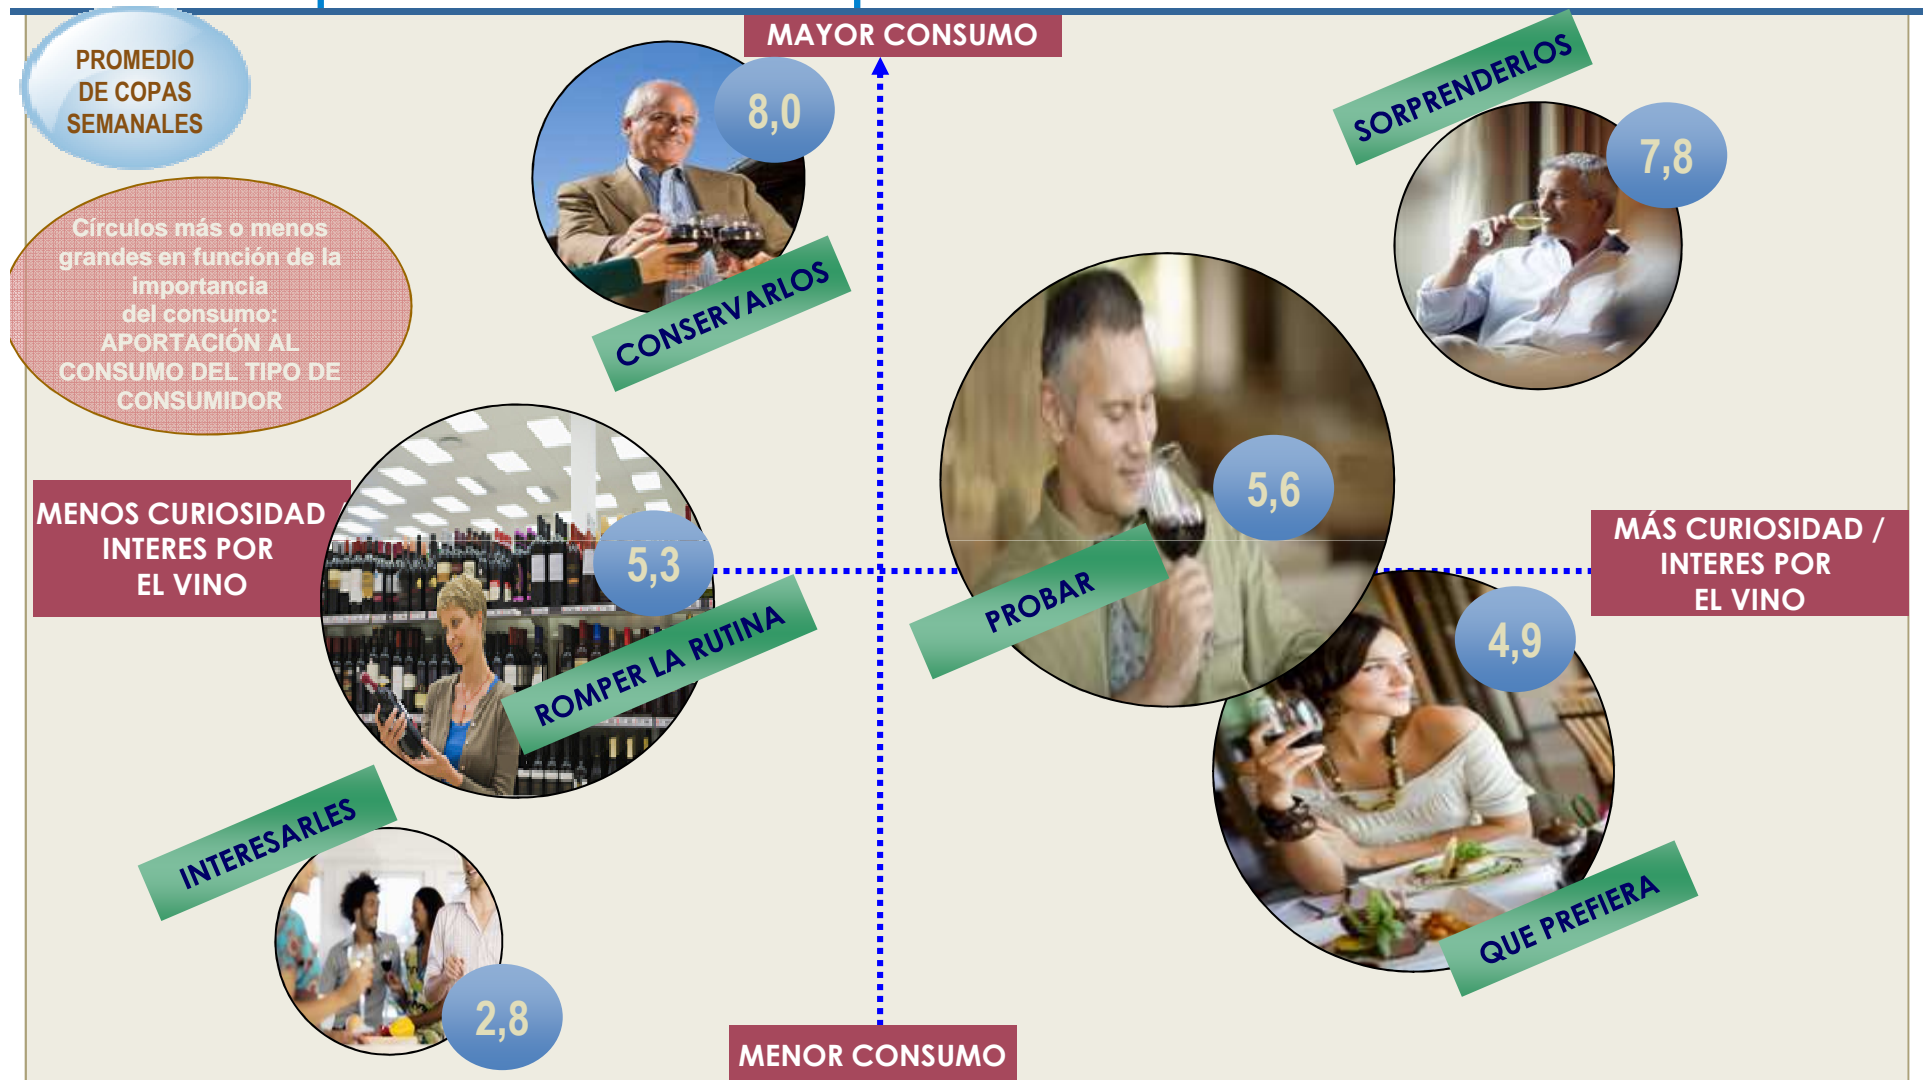 MAYOR CONSUMO
PROMEDIO
DE COPAS
SEMANALES
8,0
SORPRENDERLOS
7,8
Círculos más o menos
grandes en función de la
importancia
del consumo:
APORTACIÓN AL
CONSUMO DEL TIPO DE
CONSUMIDOR
CONSERVARLOS
MENOS CURIOSIDAD /
INTERES POR
EL VINO
5,3
ROMPER LA RUTINA
5,6
PROBAR
MÁS CURIOSIDAD /
INTERES POR
EL VINO
4,9
QUE PREFIERA
INTERESARLES
2,8
MENOR CONSUMO